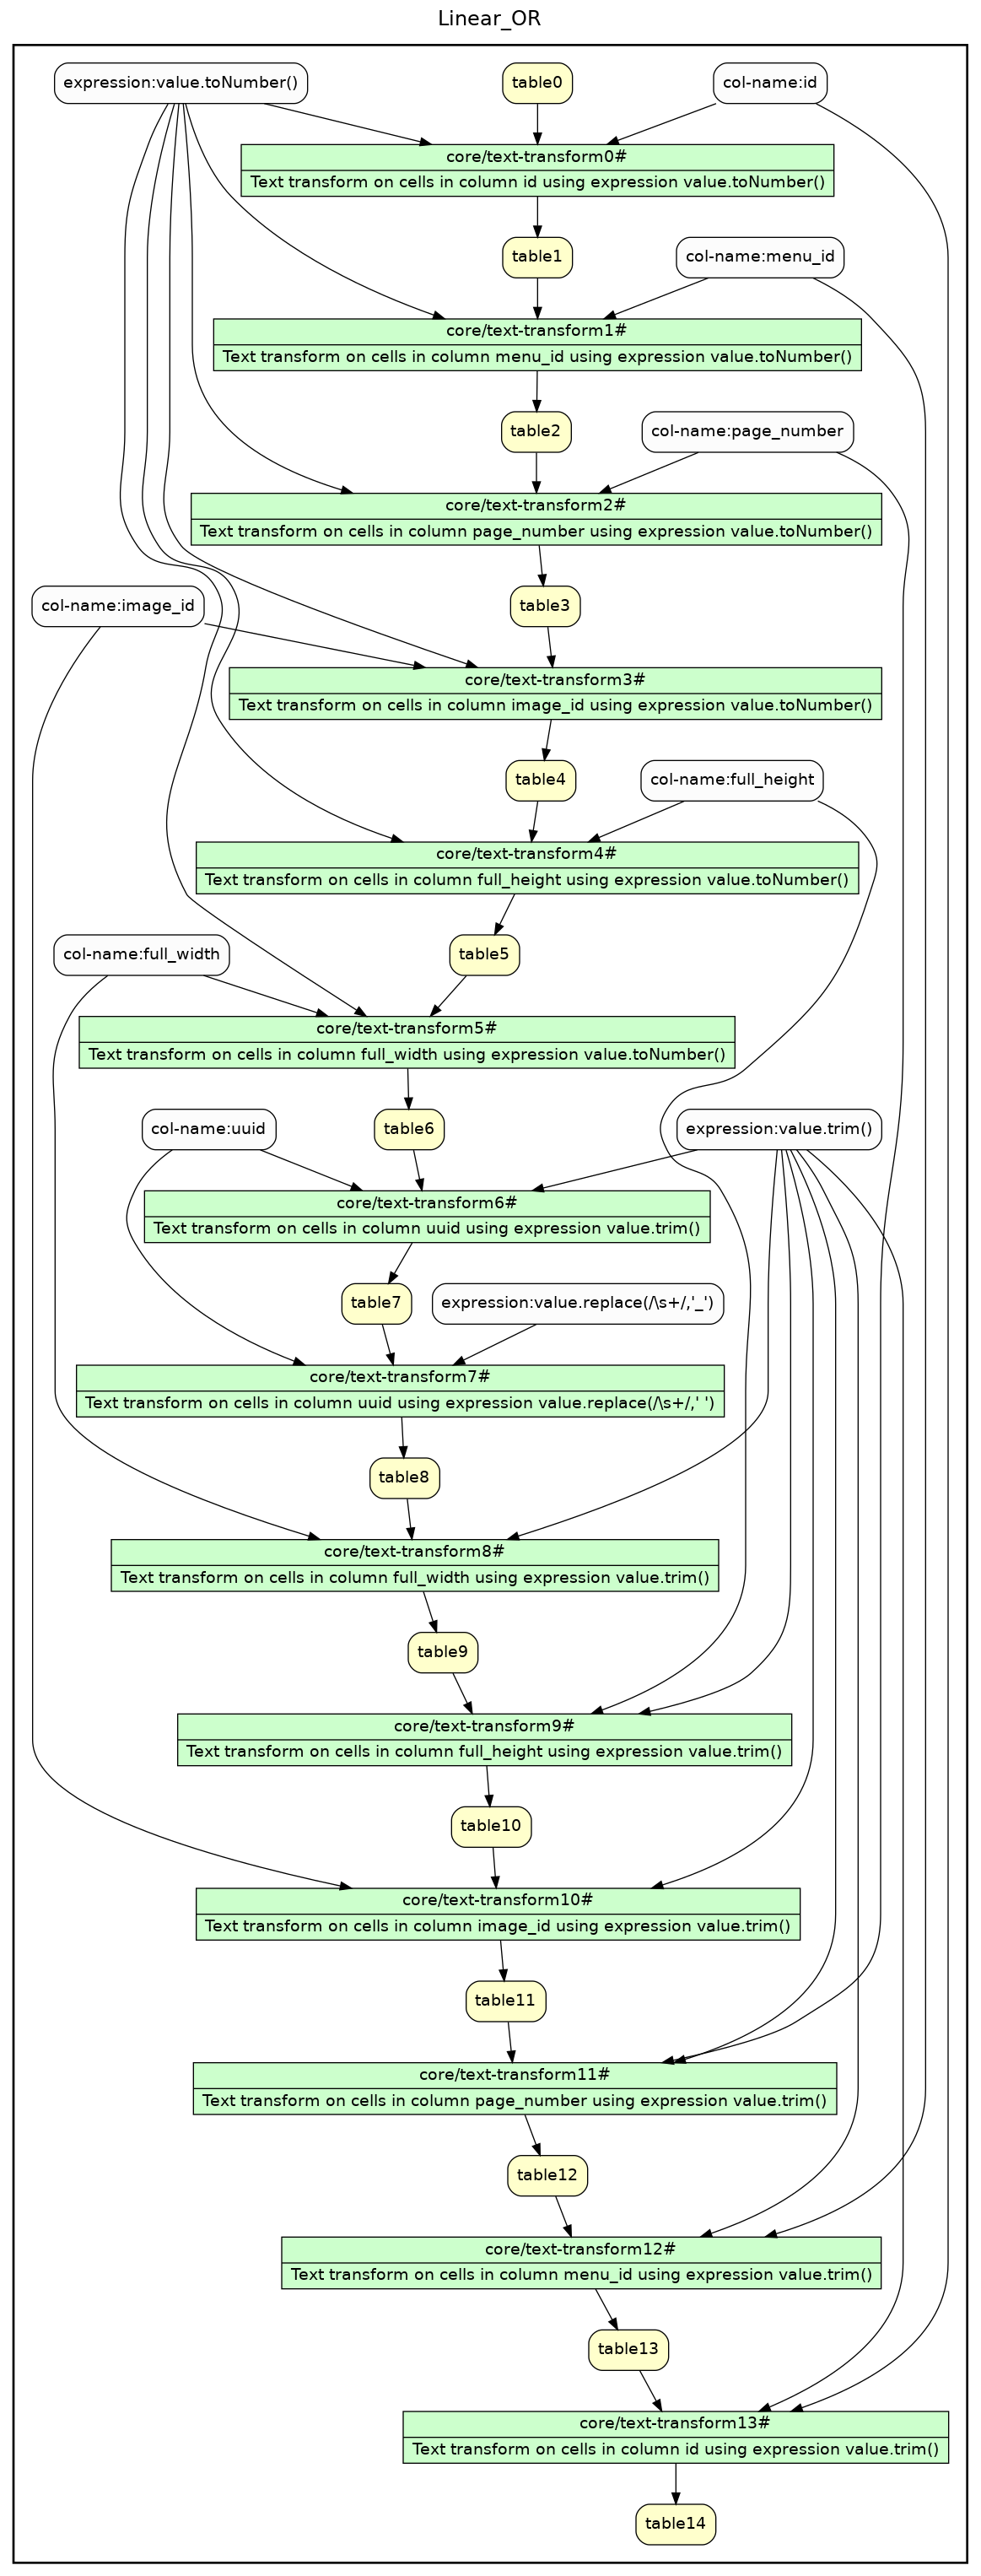 Linear_OR
expression:value.toNumber()
table0
col-name:id
core/text-transform0#
Text transform on cells in column id using expression value.toNumber()
table1
col-name:menu_id
core/text-transform1#
Text transform on cells in column menu_id using expression value.toNumber()
table2
col-name:page_number
core/text-transform2#
Text transform on cells in column page_number using expression value.toNumber()
col-name:image_id
table3
core/text-transform3#
Text transform on cells in column image_id using expression value.toNumber()
table4
col-name:full_height
core/text-transform4#
Text transform on cells in column full_height using expression value.toNumber()
col-name:full_width
table5
core/text-transform5#
Text transform on cells in column full_width using expression value.toNumber()
col-name:uuid
table6
expression:value.trim()
core/text-transform6#
Text transform on cells in column uuid using expression value.trim()
table7
expression:value.replace(/\s+/,'_')
core/text-transform7#
Text transform on cells in column uuid using expression value.replace(/\s+/,' ')
table8
core/text-transform8#
Text transform on cells in column full_width using expression value.trim()
table9
core/text-transform9#
Text transform on cells in column full_height using expression value.trim()
table10
core/text-transform10#
Text transform on cells in column image_id using expression value.trim()
table11
core/text-transform11#
Text transform on cells in column page_number using expression value.trim()
table12
core/text-transform12#
Text transform on cells in column menu_id using expression value.trim()
table13
core/text-transform13#
Text transform on cells in column id using expression value.trim()
table14